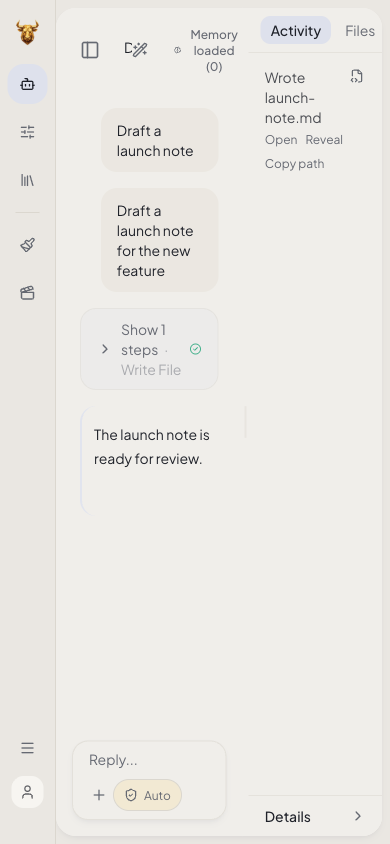 Memory
loaded
(0)
Draft a
launch note
Draft a
launch note
for the new
feature
Show 1
steps ·
Write File
The launch note is
ready for review.
Reply...
Auto
Activity Files
Wrote
launch-
note.md
Open Reveal
Copy path
Details